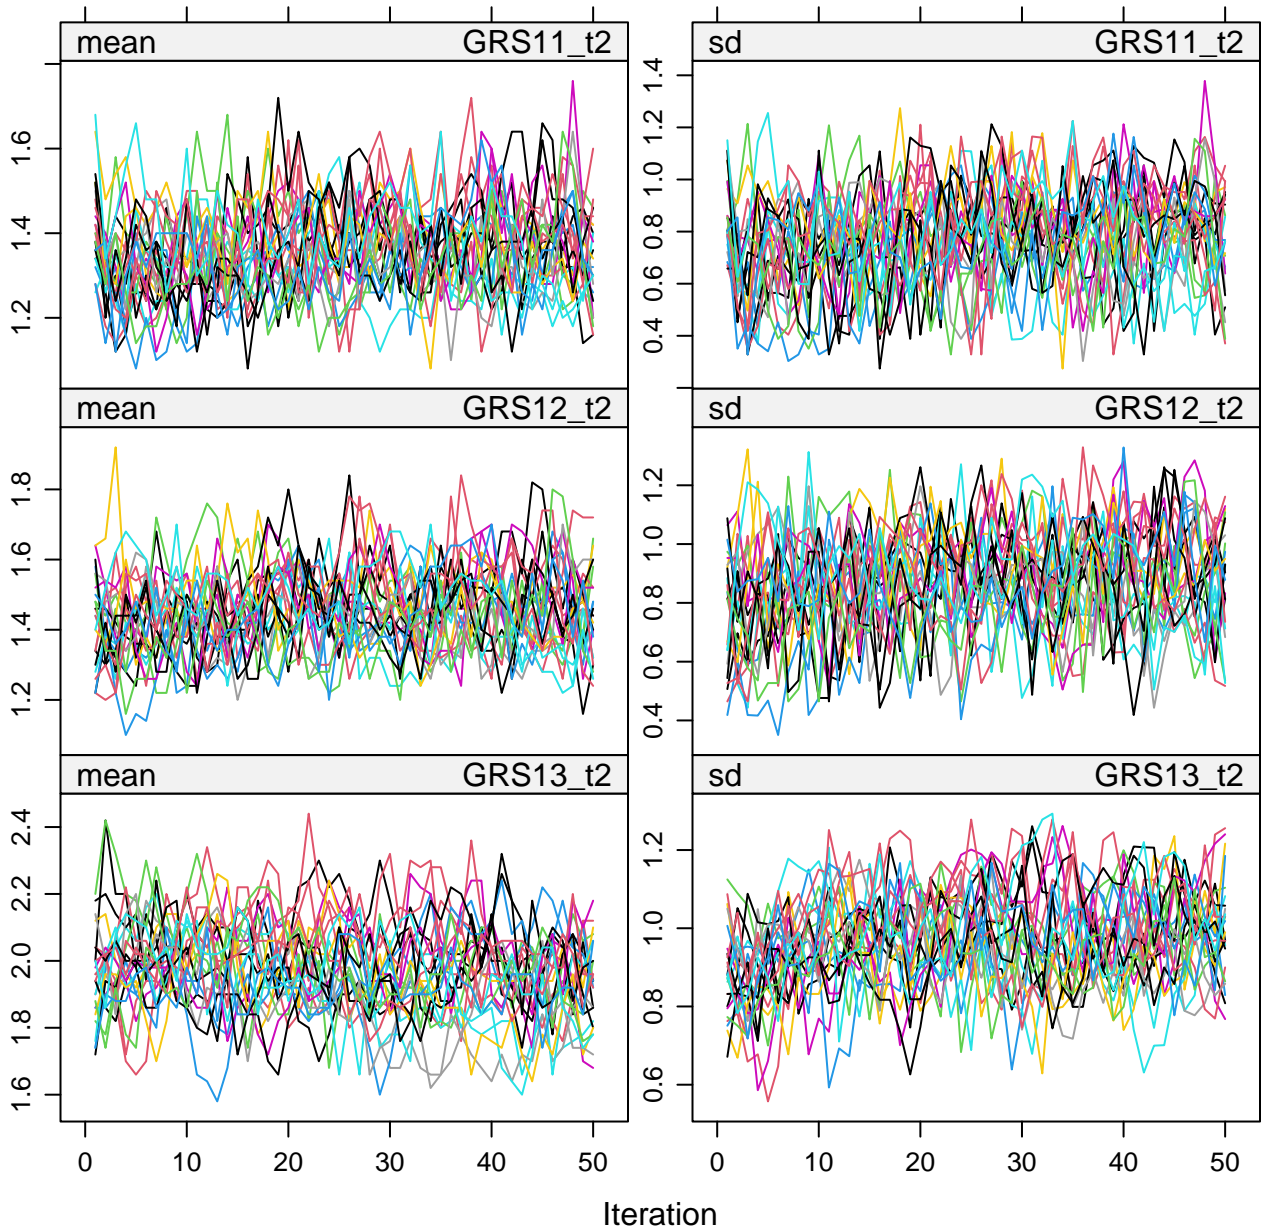 mean GRS11_t2 sd GRS11_t2
1.2 1.4 1.6
0.4 0.6 0.8 1.0 1.2 1.4
mean GRS12_t2 sd GRS12_t2
1.2 1.4 1.6 1.8
0.4 0.6 0.8 1.0 1.2
mean GRS13_t2 sd GRS13_t2
1.6 1.8 2.0 2.2 2.4
0.6 0.8 1.0 1.2
0 10 20 30 40 50 0 10 20 30 40 50
Iteration